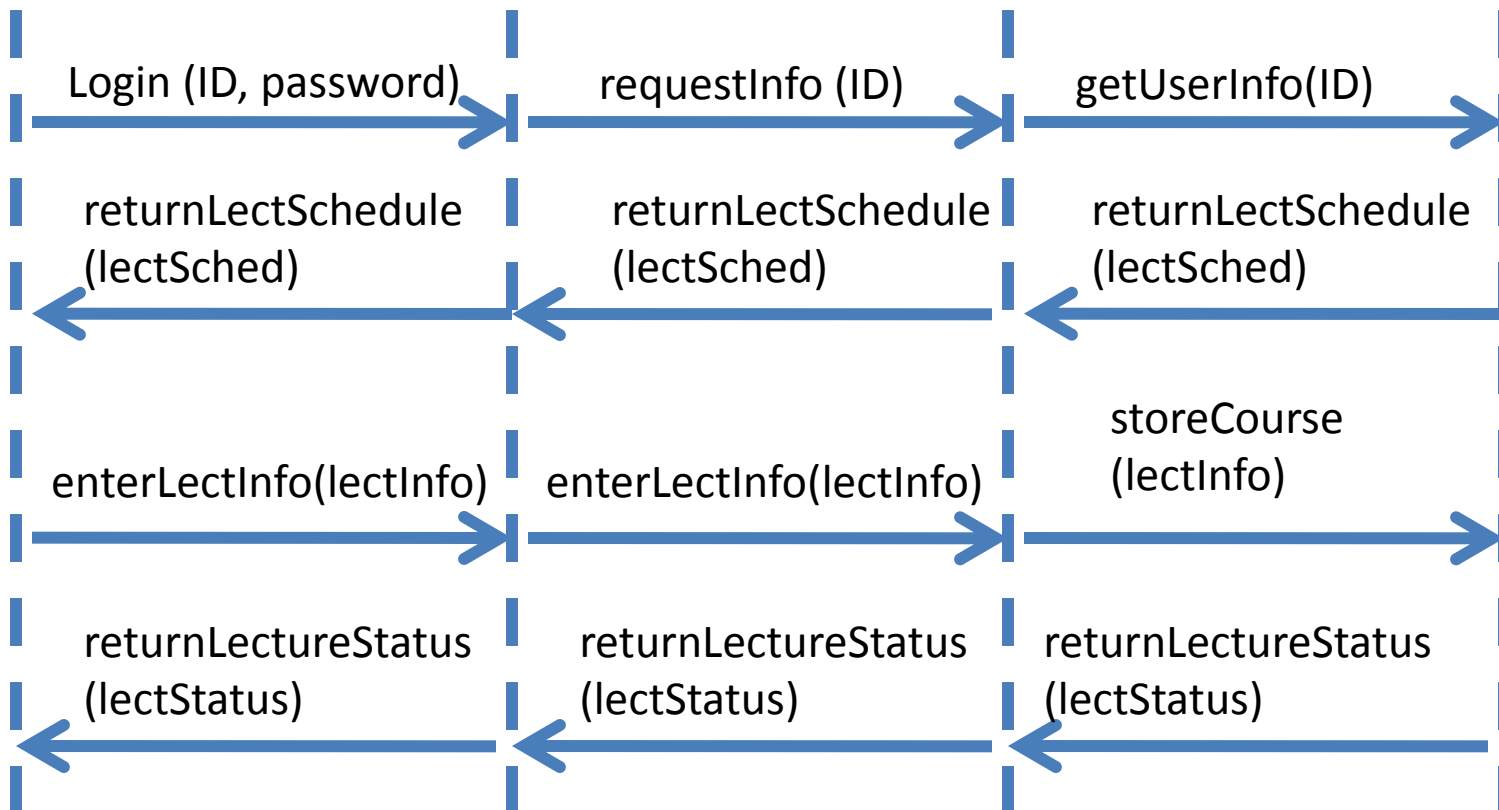 Login (ID, password)
requestInfo (ID)
getUserInfo(ID)
returnLectSchedule
(lectSched)
returnLectSchedule
(lectSched)
returnLectSchedule
(lectSched)
enterLectInfo(lectInfo)
enterLectInfo(lectInfo)
storeCourse
(lectInfo)
returnLectureStatus
(lectStatus)
returnLectureStatus
(lectStatus)
returnLectureStatus
(lectStatus)